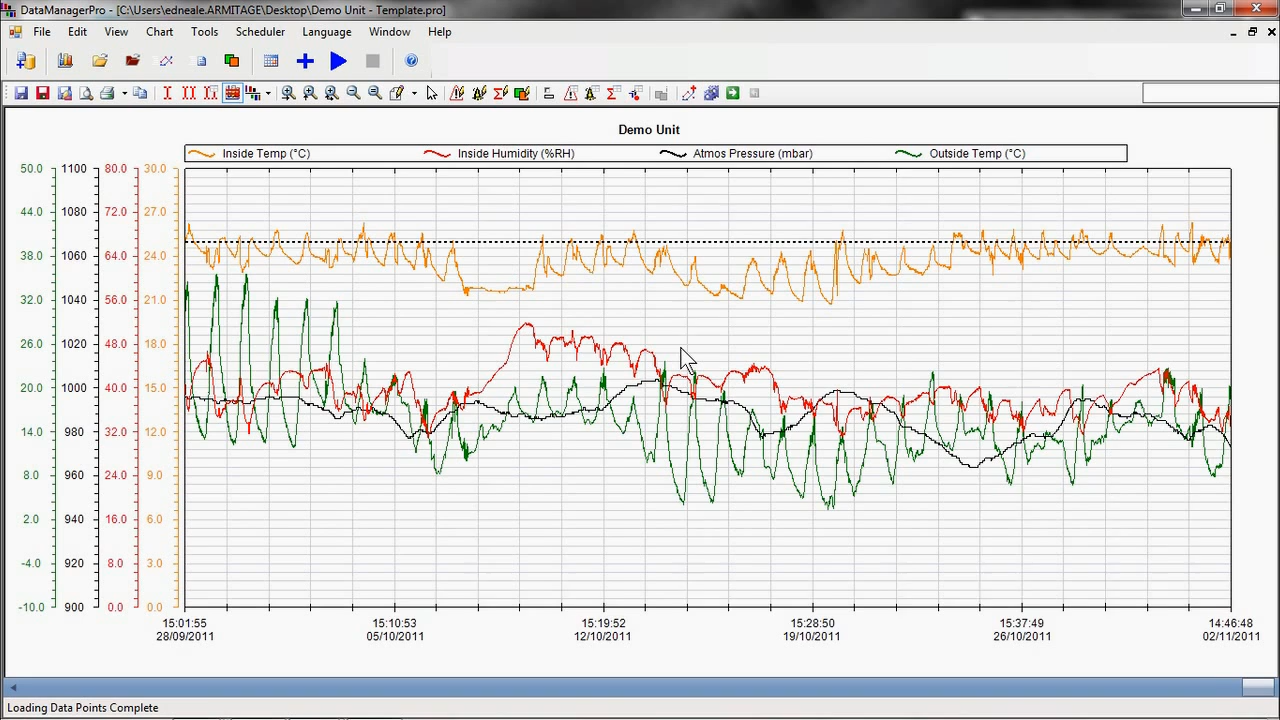 DataManagerPro - [C:\Users\edneale.ARMITAGE\Desktop\Demo Unit - Template.pro]
File Edit View Chart Tools Scheduler Language Window Help
Demo Unit
Inside Temp (°C) Inside Humidity (%RH) Atmos Pressure (mbar) Outside Temp (°C)
50.0 1100 80.0 30.0
44.0 1080 72.0 27.0
38.0 1060 64.0 24.0
32.0 1040 56.0 21.0
26.0 1020 48.0 18.0
20.0 1000 40.0 15.0
14.0 980 32.0 12.0
8.0 960 24.0 9.0
2.0 940 16.0 6.0
-4.0 920 8.0 3.0
-10.0 900 0.0 0.0
15:01:55 15:10:53 15:19:52 15:28:50 15:37:49 14:46:48
28/09/2011 05/10/2011 12/10/2011 19/10/2011 26/10/2011 02/11/2011
Loading Data Points Complete